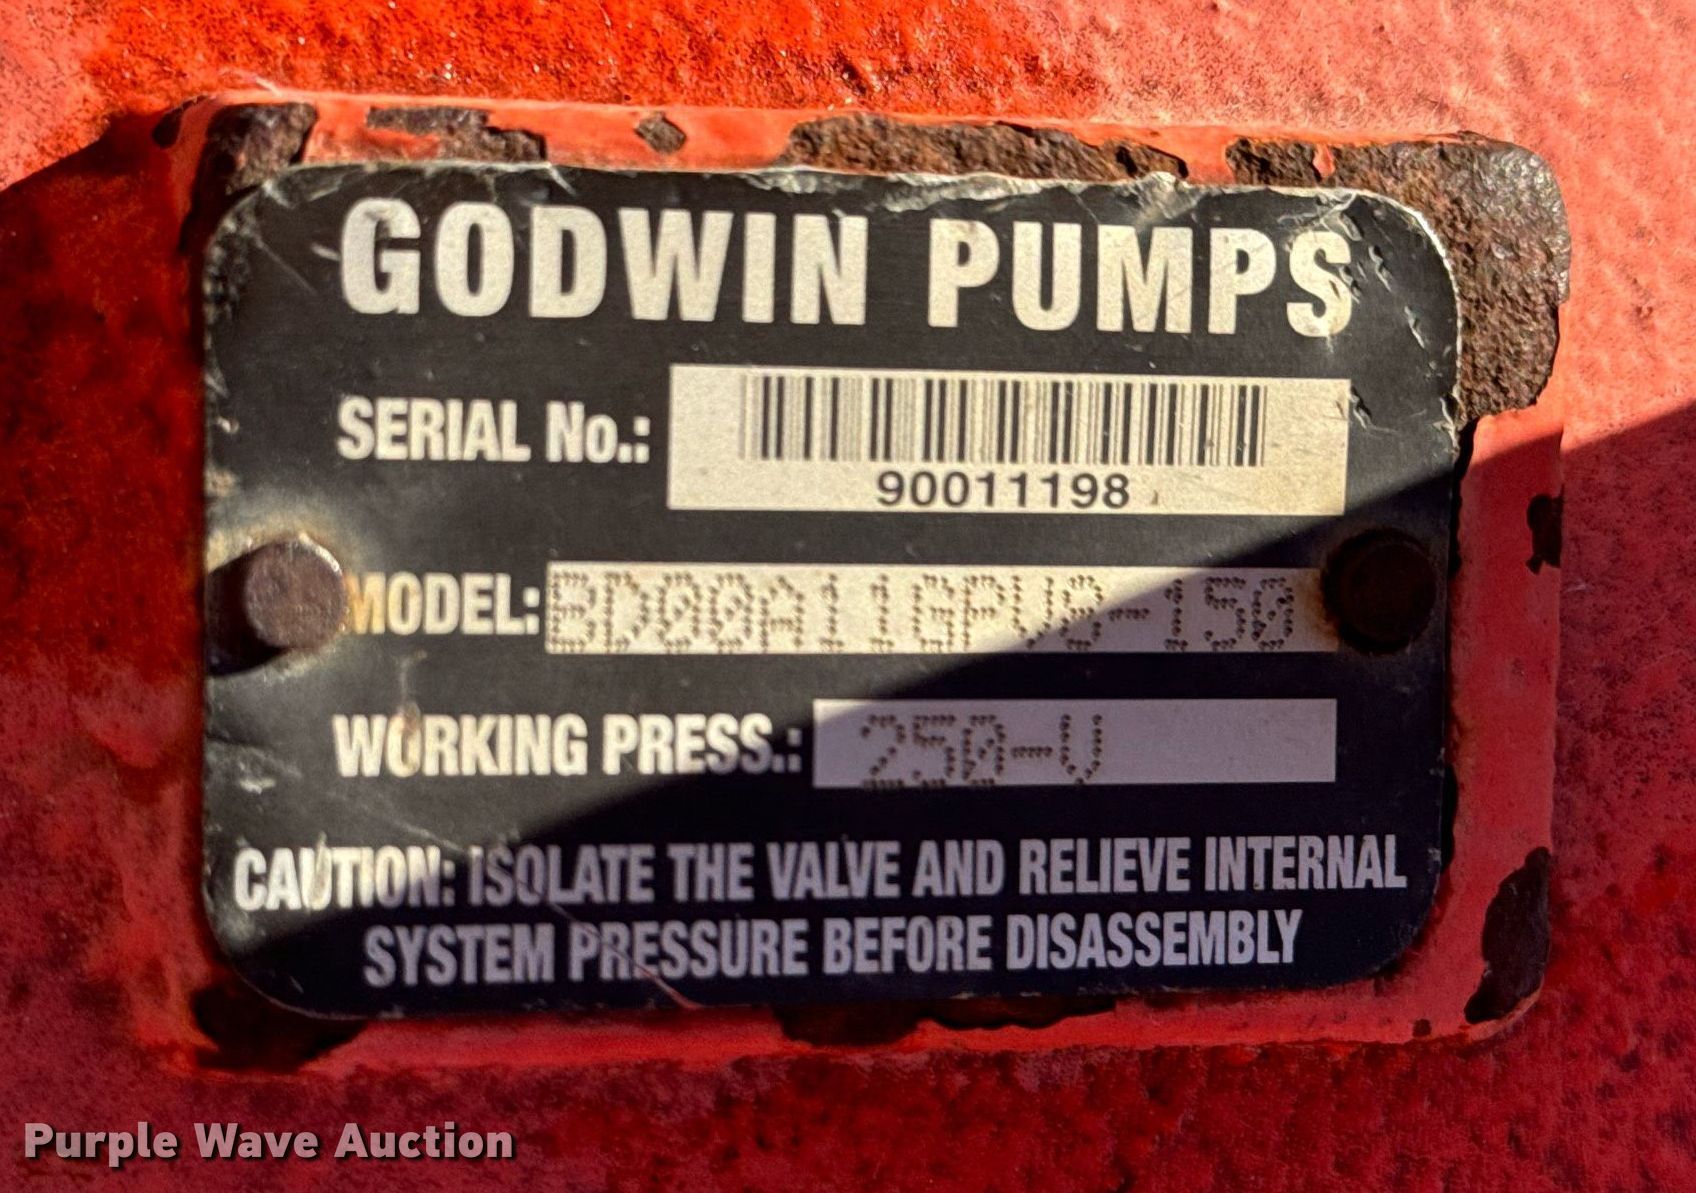 GODWIN PUMPS
SERIAL No.:
90011198
MODEL: BD00A11GPVC-150
WORKING PRESS.: 250-V
CAUTION: ISOLATE THE VALVE AND RELIEVE INTERNAL
SYSTEM PRESSURE BEFORE DISASSEMBLY
Purple Wave Auction